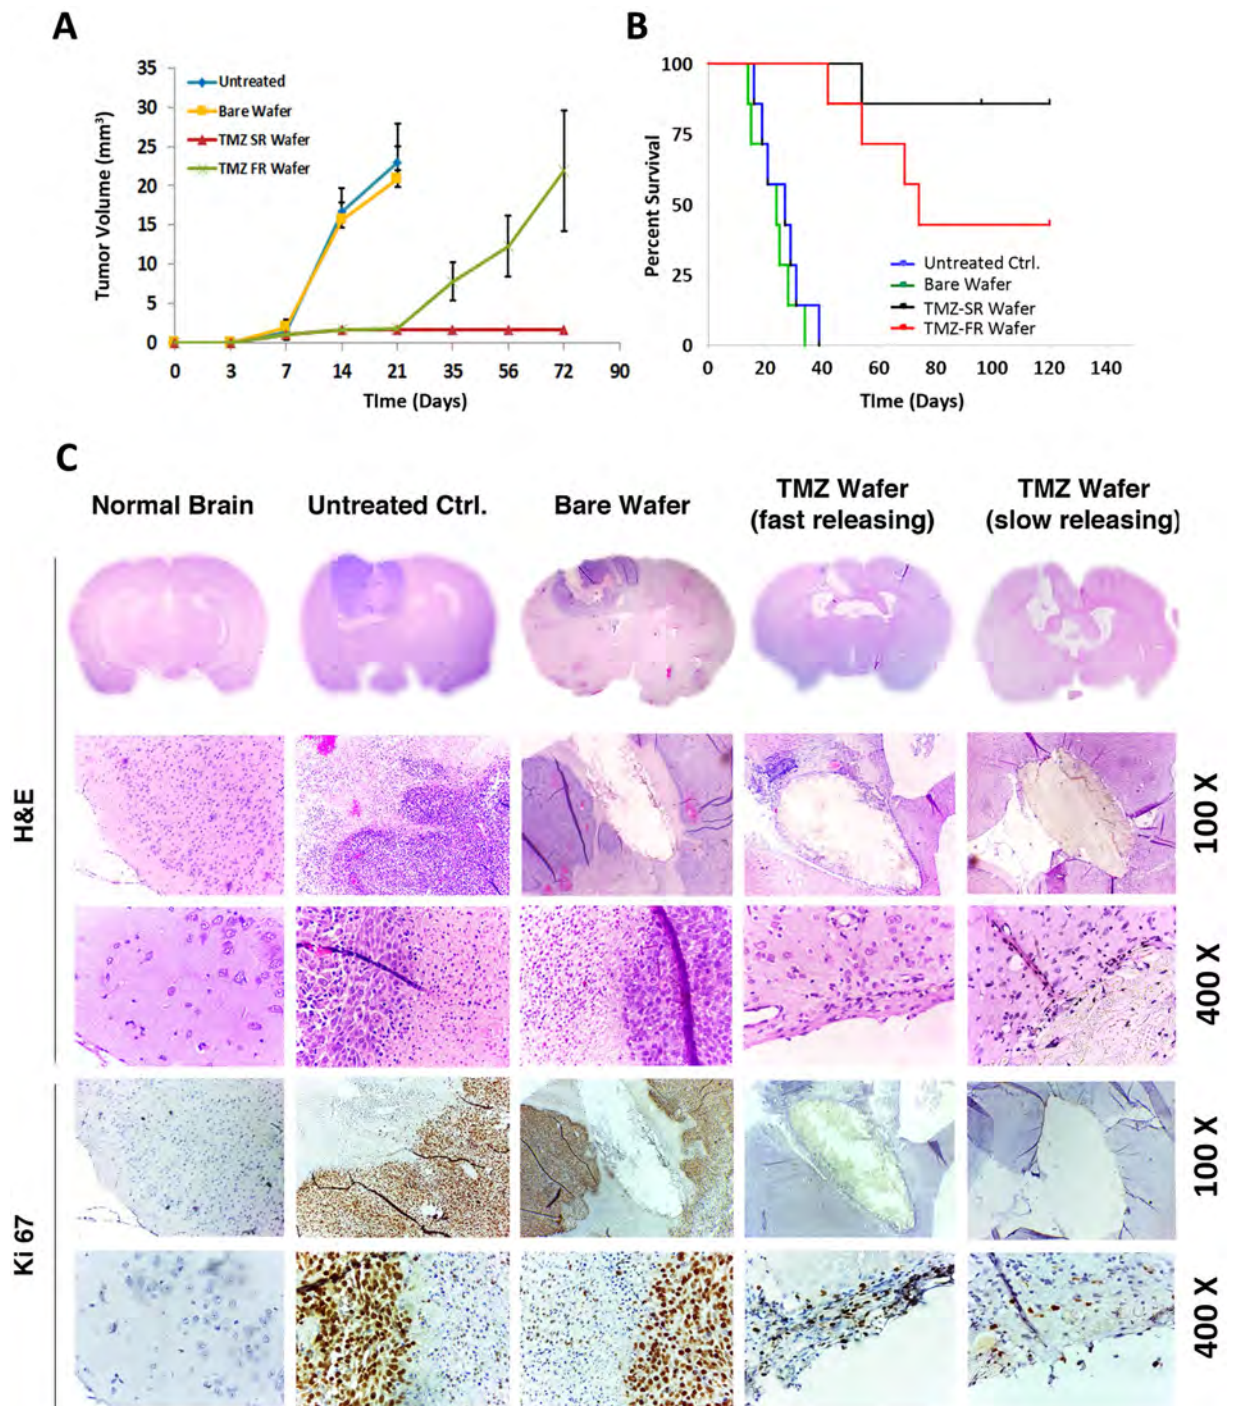 A
35
30
25
20
15
10
5
0
Tumor Volume (mm³)
Untreated
Bare Wafer
TMZ SR Wafer
TMZ FR Wafer
0 3 7 14 21 35 56 72 90
TIme (Days)
B
100
75
50
25
0
Percent Survival
Untreated Ctrl.
Bare Wafer
TMZ-SR Wafer
TMZ-FR Wafer
0 20 40 60 80 100 120 140
TIme (Days)
C
Normal Brain
Untreated Ctrl.
Bare Wafer
TMZ Wafer
(fast releasing)
TMZ Wafer
(slow releasing)
H&E
100 X
400 X
Ki 67
100 X
400 X